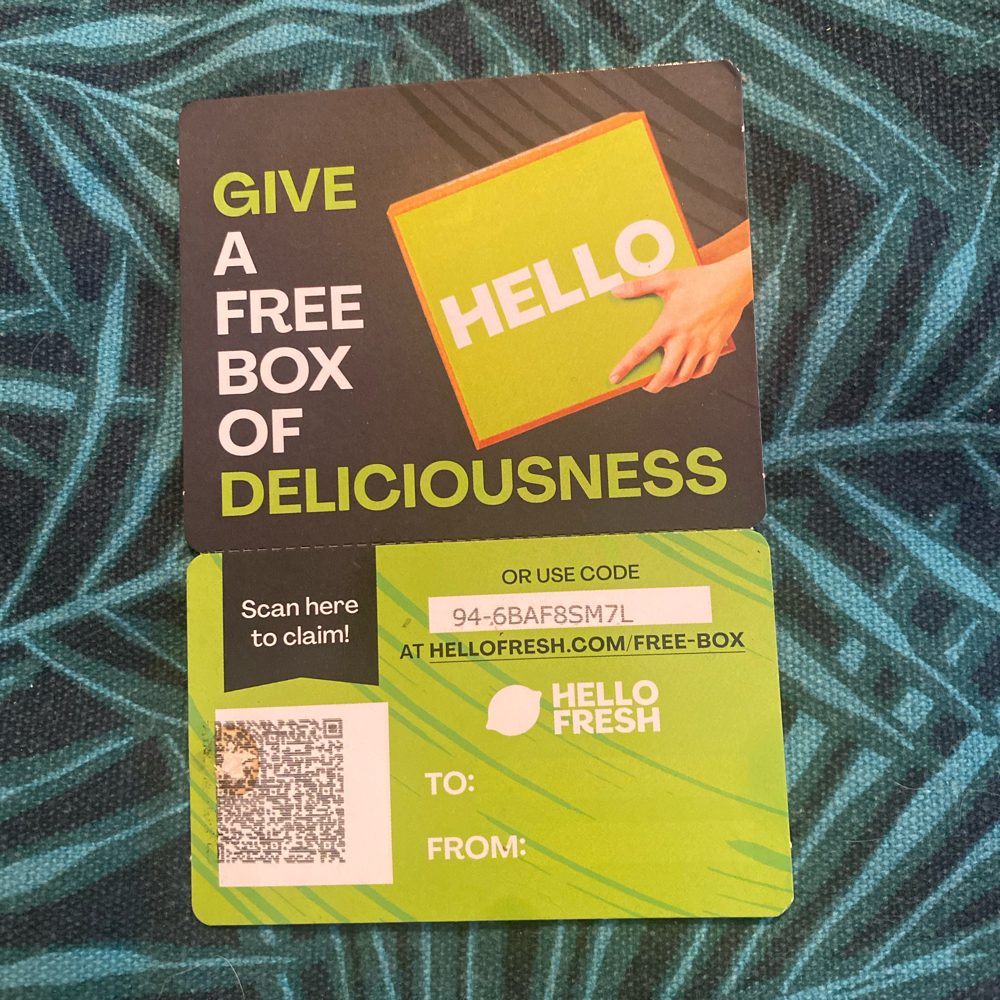 GIVE
A
FREE
BOX
OF
DELICIOUSNESS
HELLO
Scan here
to claim!
OR USE CODE
94-6BAF8SM7L
AT HELLOFRESH.COM/FREE-BOX
HELLO
FRESH
TO:
FROM: